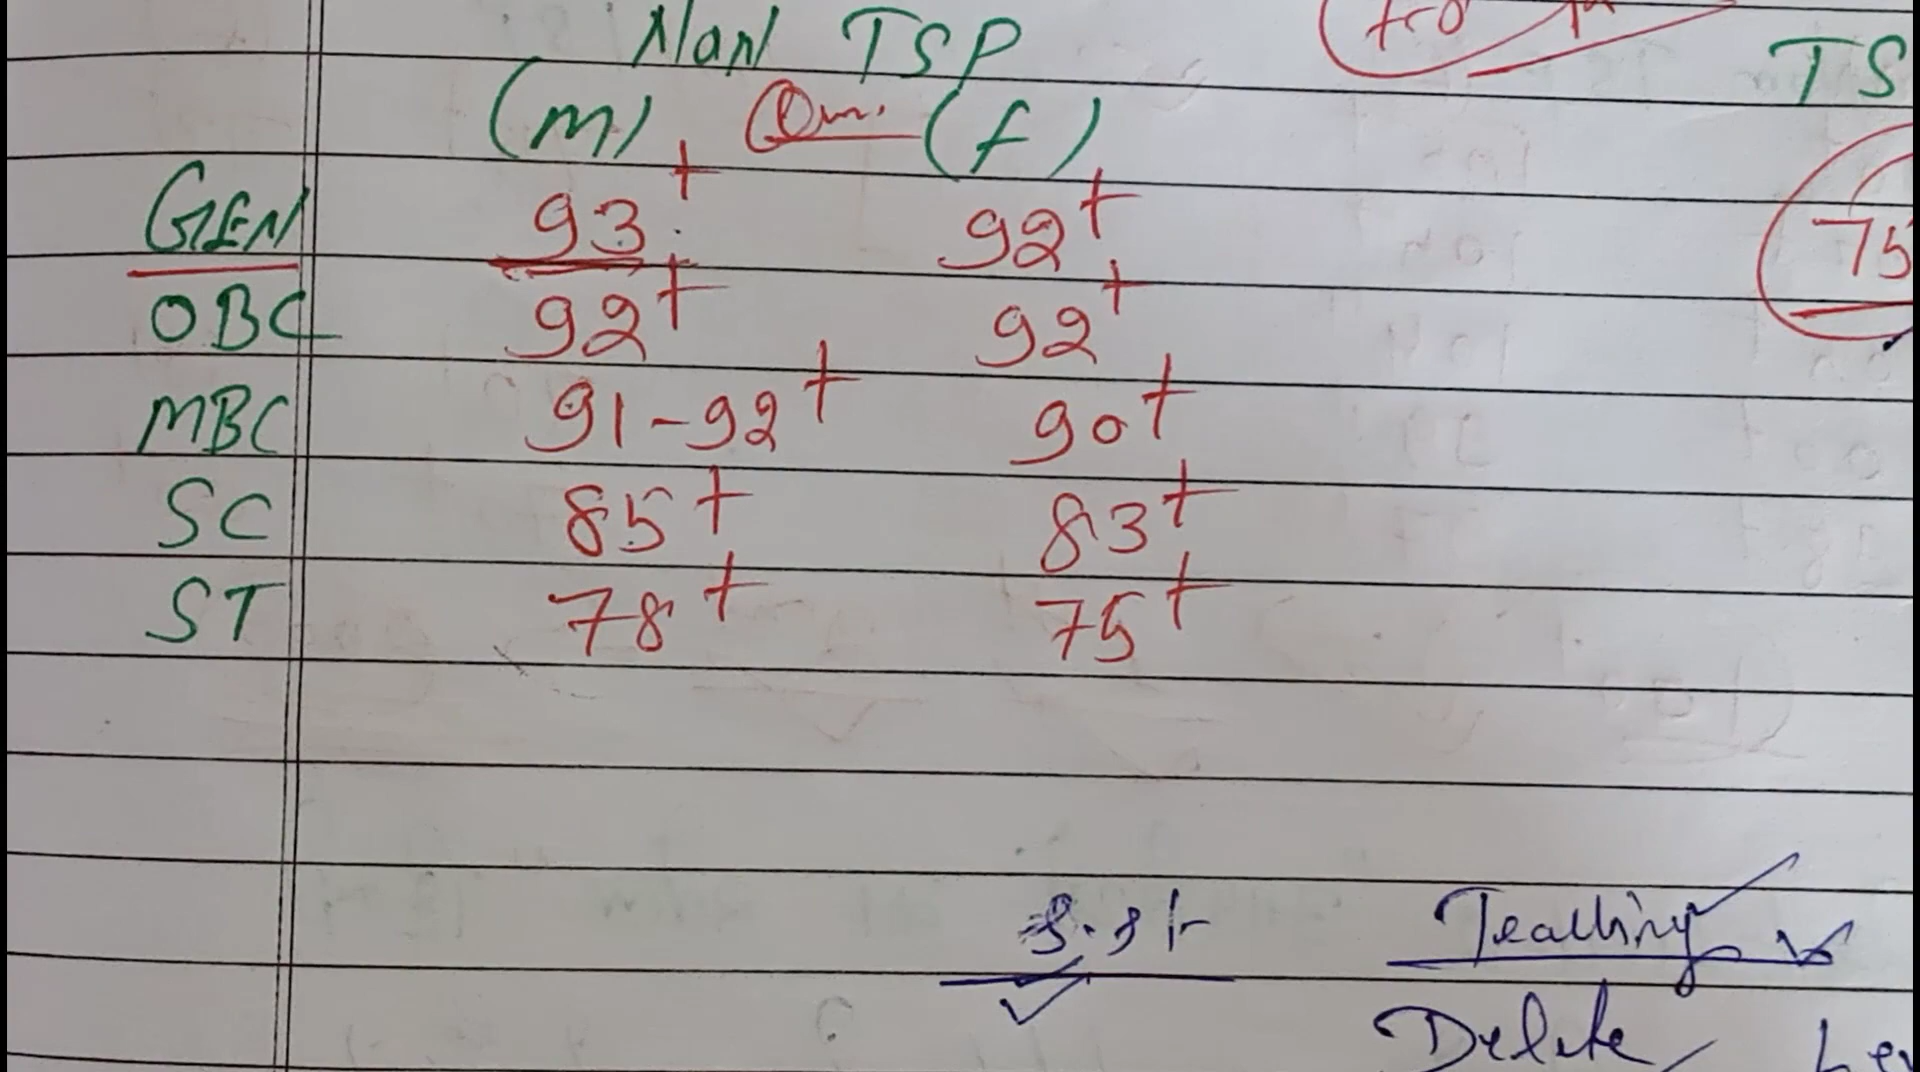 Non TSP TS
(m) (f)
GEN 93+ 92+ 75
OBC 92+ 92+
MBC 91-92+ 90+
SC 85+ 83+
ST 78+ 75+
Teaching
Delete